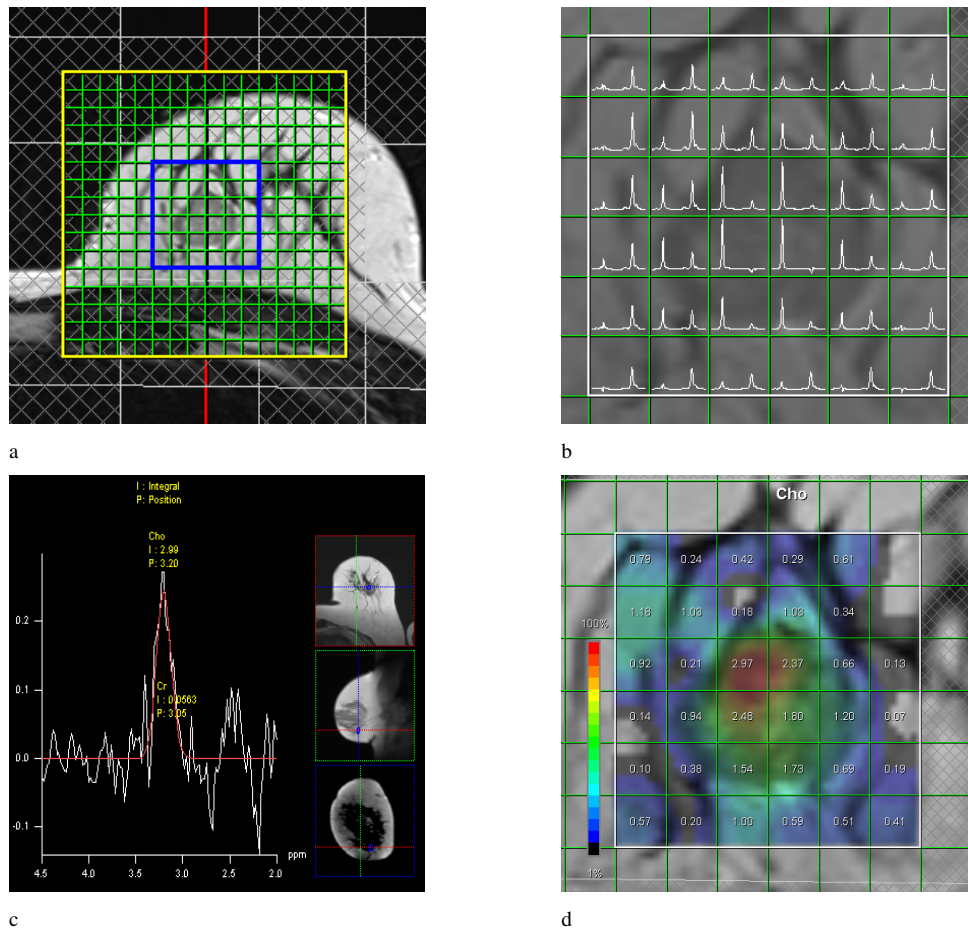 a
b
I : Integral
P: Position
Cho
I : 2.99
P: 3.20
0.2
0.1
Cr
I : 0.0563
P: 3.05
0.0
-0.1
ppm
4.5 4.0 3.5 3.0 2.5 2.0
c
Cho
0.79 0.24 0.42 0.29 0.61
1.18 1.03 0.18 1.03 0.34
100%
0.92 0.21 2.97 2.37 0.66 0.13
0.14 0.94 2.48 1.80 1.20 0.07
0.10 0.38 1.54 1.73 0.69 0.19
0.57 0.20 1.00 0.59 0.51 0.41
1%
d